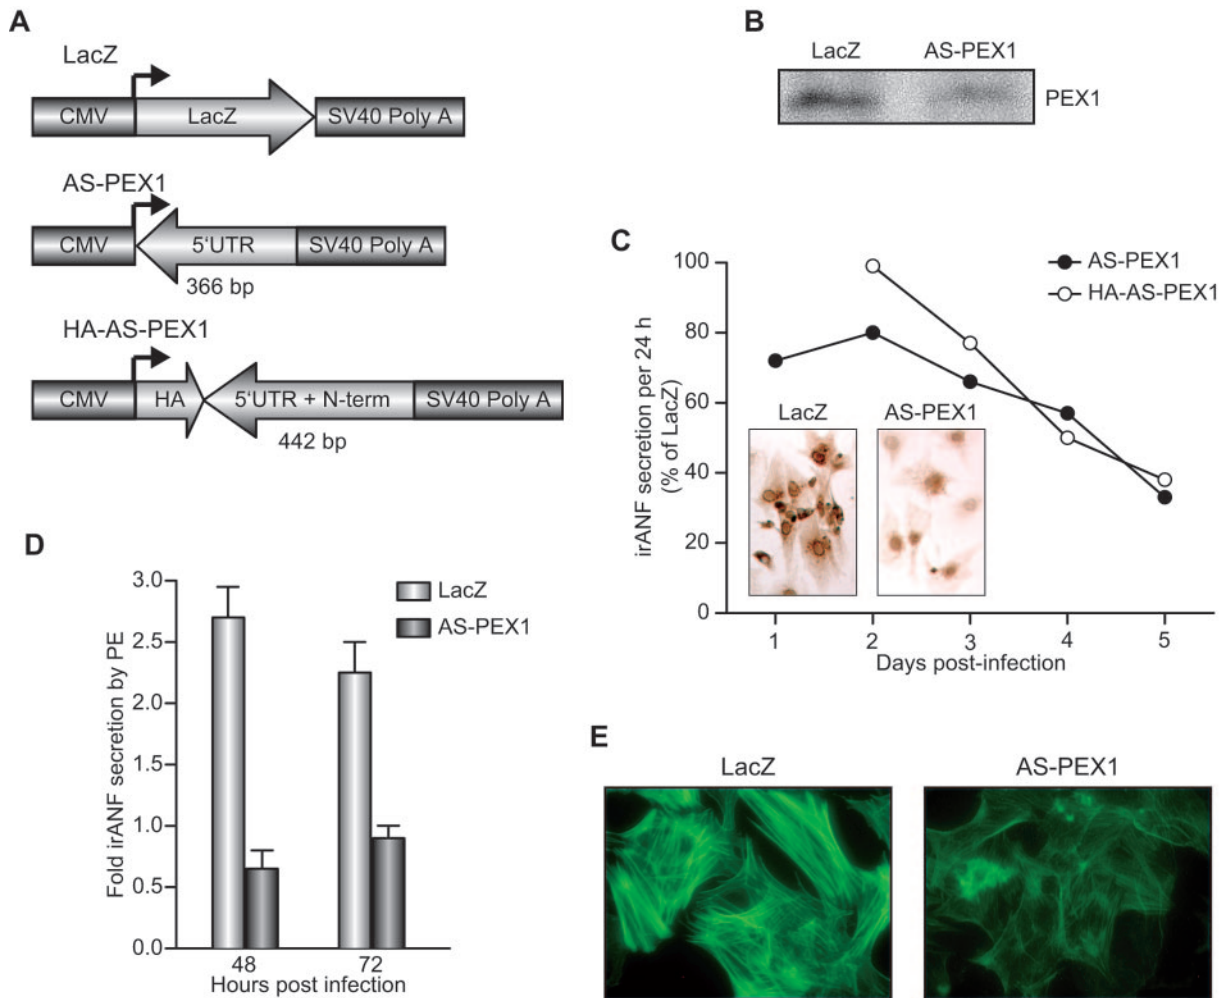 A
LacZ
CMV
LacZ
SV40 Poly A
AS-PEX1
CMV
5'UTR
SV40 Poly A
366 bp
HA-AS-PEX1
CMV
HA
5'UTR + N-term
SV40 Poly A
442 bp
B
LacZ AS-PEX1
PEX1
C
AS-PEX1
HA-AS-PEX1
irANF secretion per 24 h
(% of LacZ)
100
80
60
40
20
0
LacZ
AS-PEX1
1 2 3 4 5
Days post-infection
D
LacZ
AS-PEX1
Fold irANF secretion by PE
3.0
2.5
2.0
1.5
1.0
0.5
0.0
48 72
Hours post infection
E
LacZ
AS-PEX1